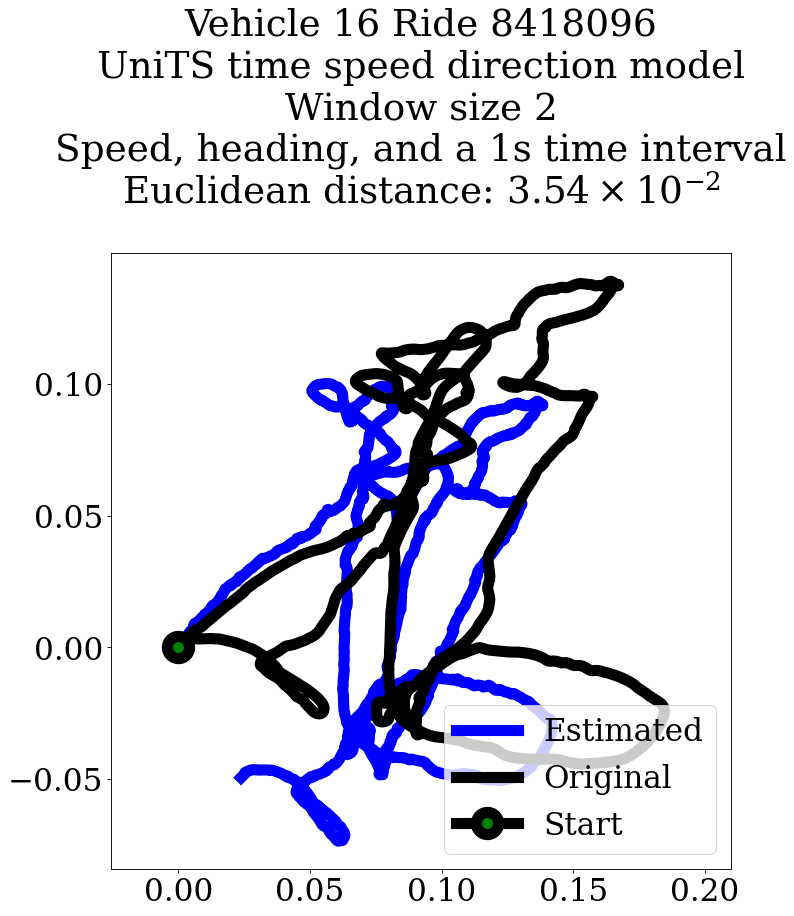 Vehicle 16 Ride 8418096
UniTS time speed direction model
Window size 2
Speed, heading, and a 1s time interval
Euclidean distance: 3.54 × 10⁻²
0.10
0.05
0.00
−0.05
0.00 0.05 0.10 0.15 0.20
Estimated
Original
Start